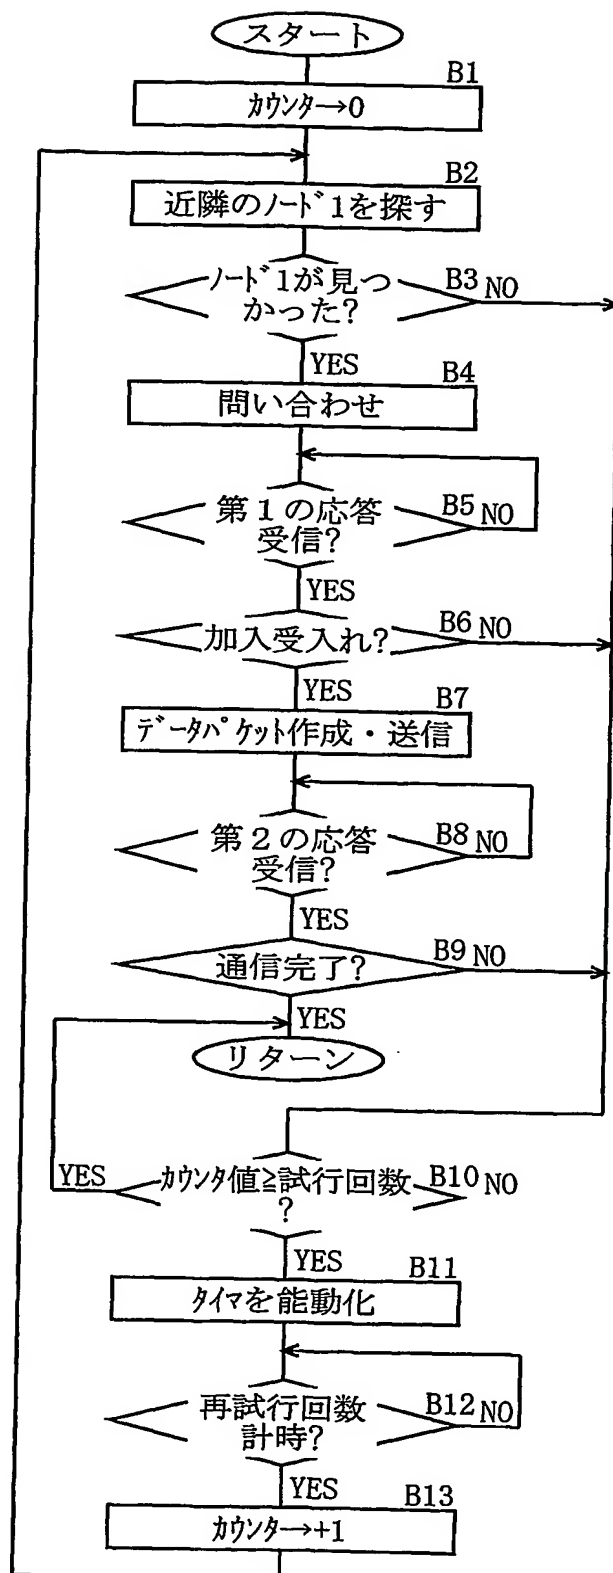 スタート
B1
カウンタ→0
B2
近隣のノード1を探す
ノード1が見つ
かった?
B3 NO
YES
B4
問い合わせ
第1の応答
受信?
B5 NO
YES
加入受入れ?
B6 NO
YES
B7
データパケット作成・送信
第2の応答
受信?
B8 NO
YES
通信完了?
B9 NO
YES
リターン
YES
カウンタ値≧試行回数
?
B10 NO
YES
B11
タイマを能動化
再試行回数
計時?
B12 NO
YES
B13
カウンタ→+1